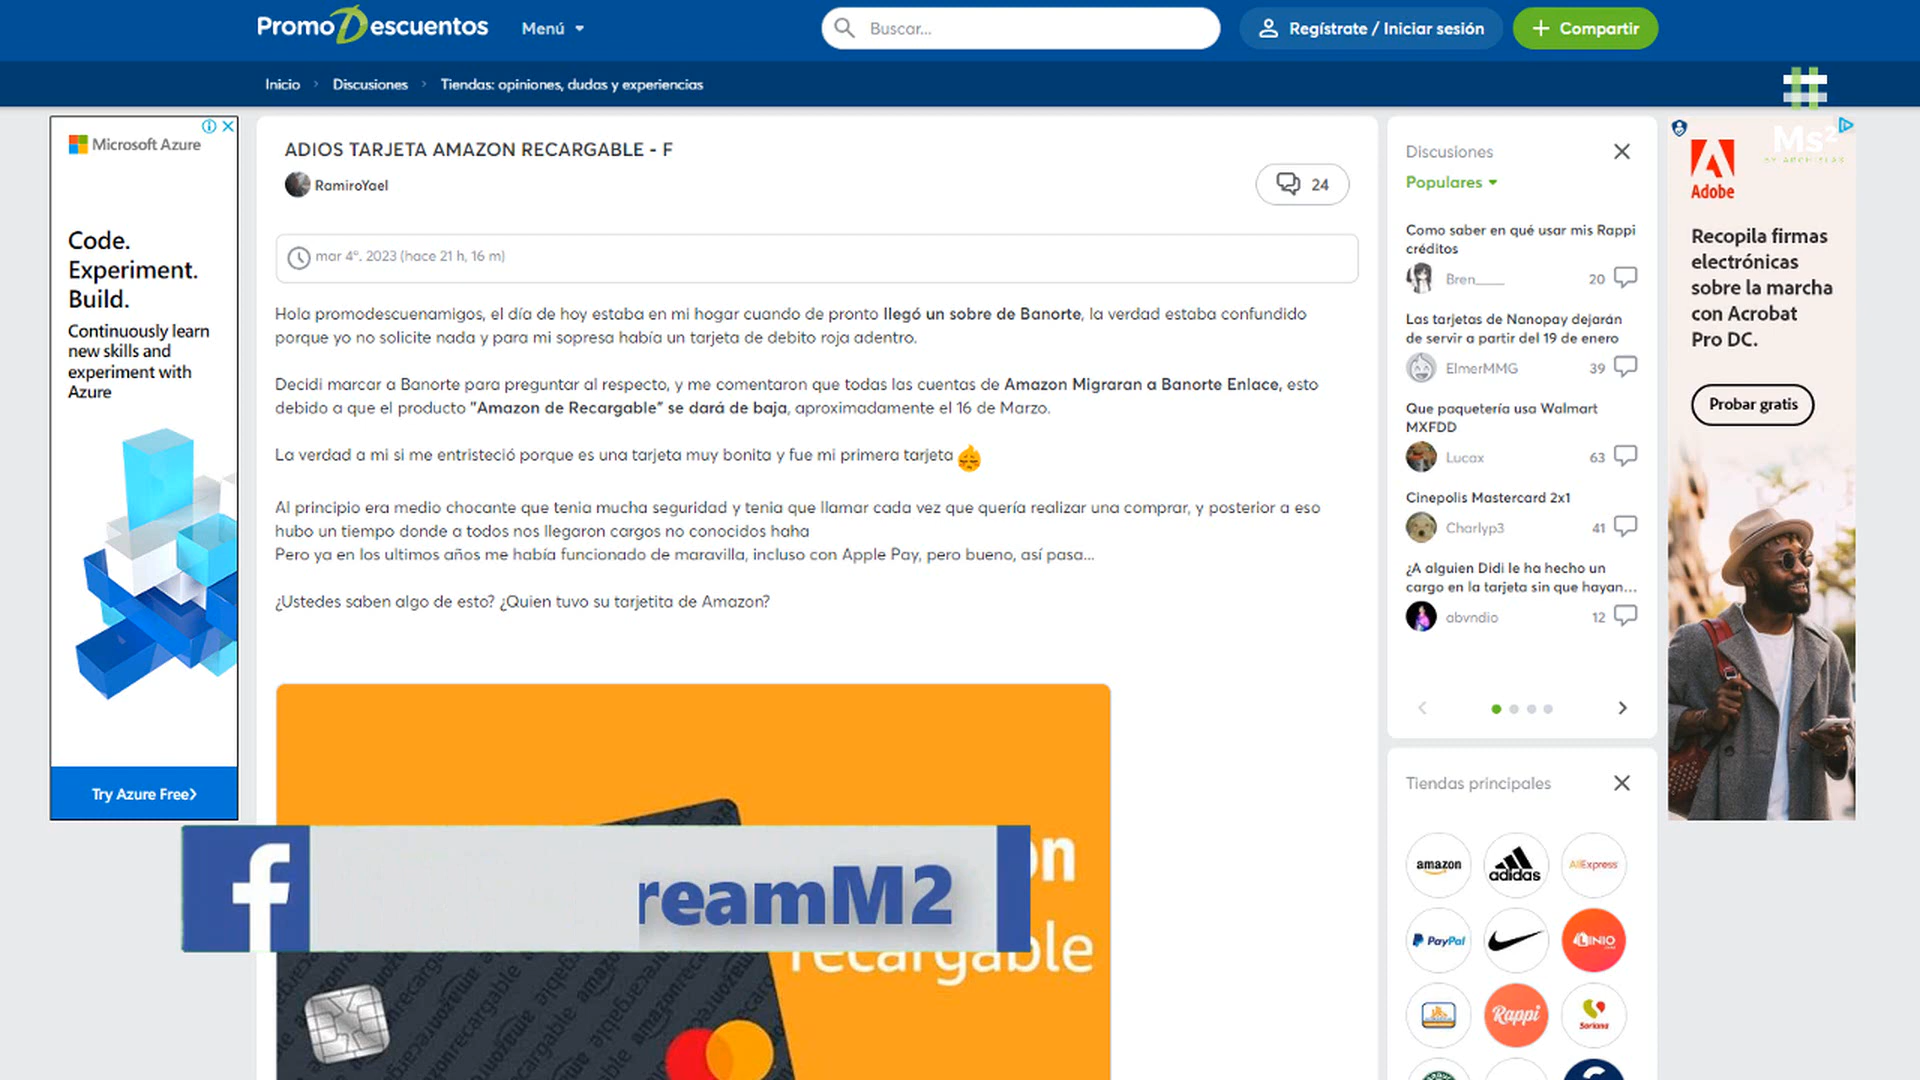 PromoDescuentos
Menú
Buscar...
Regístrate / Iniciar sesión
Compartir
Inicio
Discusiones
Tiendas: opiniones, dudas y experiencias
Microsoft Azure
Code.
Experiment.
Build.
Continuously learn
new skills and
experiment with
Azure
Try Azure Free
ADIOS TARJETA AMAZON RECARGABLE - F
RamiroYael
24
mar 4º. 2023 (hace 21 h, 16 m)
Hola promodescuenamigos, el día de hoy estaba en mi hogar cuando de pronto llegó un sobre de Banorte, la verdad estaba confundido
porque yo no solicite nada y para mi sopresa había un tarjeta de debito roja adentro.
Decidi marcar a Banorte para preguntar al respecto, y me comentaron que todas las cuentas de Amazon Migraran a Banorte Enlace, esto
debido a que el producto "Amazon de Recargable" se dará de baja, aproximadamente el 16 de Marzo.
La verdad a mi si me entristeció porque es una tarjeta muy bonita y fue mi primera tarjeta
Al principio era medio chocante que tenia mucha seguridad y tenia que llamar cada vez que quería realizar una comprar, y posterior a eso
hubo un tiempo donde a todos nos llegaron cargos no conocidos haha
Pero ya en los ultimos años me había funcionado de maravilla, incluso con Apple Pay, pero bueno, así pasa...
¿Ustedes saben algo de esto? ¿Quien tuvo su tarjetita de Amazon?
on
recargable
f
reamM2
Discusiones
Populares
Como saber en qué usar mis Rappi
créditos
Bren____
20
Las tarjetas de Nanopay dejarán
de servir a partir del 19 de enero
ElmerMMG
39
Que paquetería usa Walmart
MXFDD
Lucax
63
Cinepolis Mastercard 2x1
Charlyp3
41
¿A alguien Didi le ha hecho un
cargo en la tarjeta sin que hayan...
abvndio
12
Tiendas principales
amazon
adidas
AliExpress
PayPal
LINIO
Rappi
Soriana
Ms²
BY ARCHIFLAX
Adobe
Recopila firmas
electrónicas
sobre la marcha
con Acrobat
Pro DC.
Probar gratis